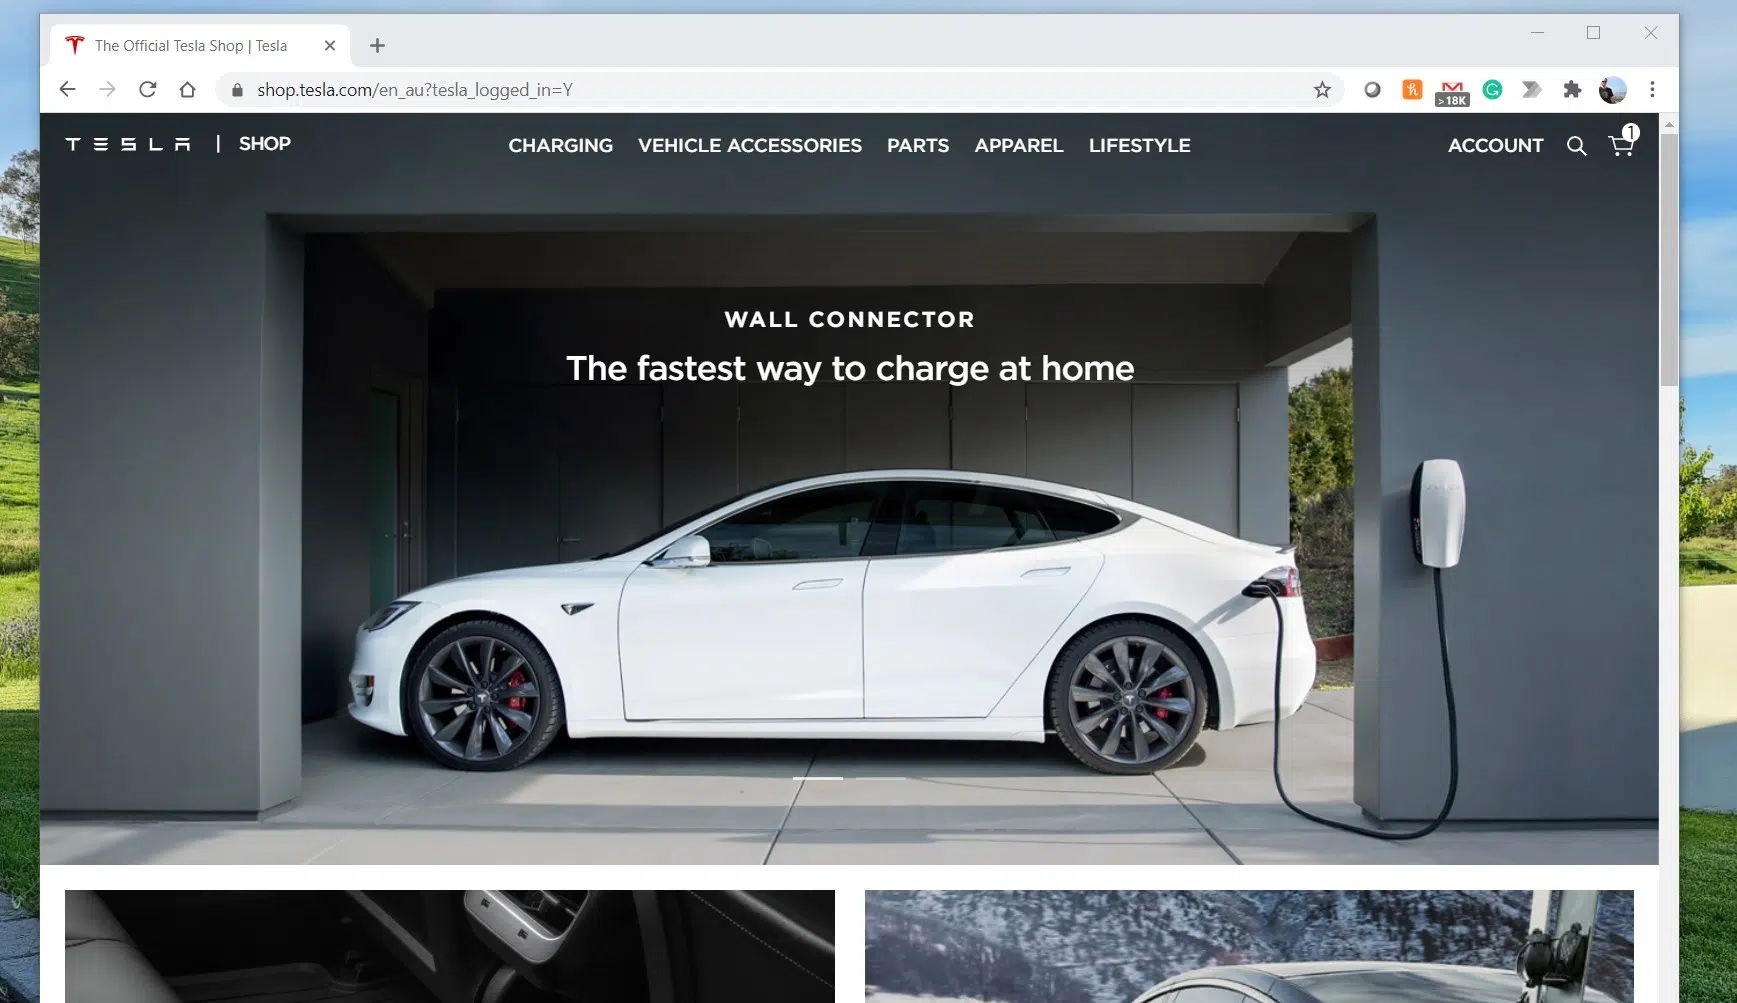 The Official Tesla Shop | Tesla
shop.tesla.com/en_au?tesla_logged_in=Y
>18K
TESLA | SHOP
CHARGING VEHICLE ACCESSORIES PARTS APPAREL LIFESTYLE
ACCOUNT
1
WALL CONNECTOR
The fastest way to charge at home